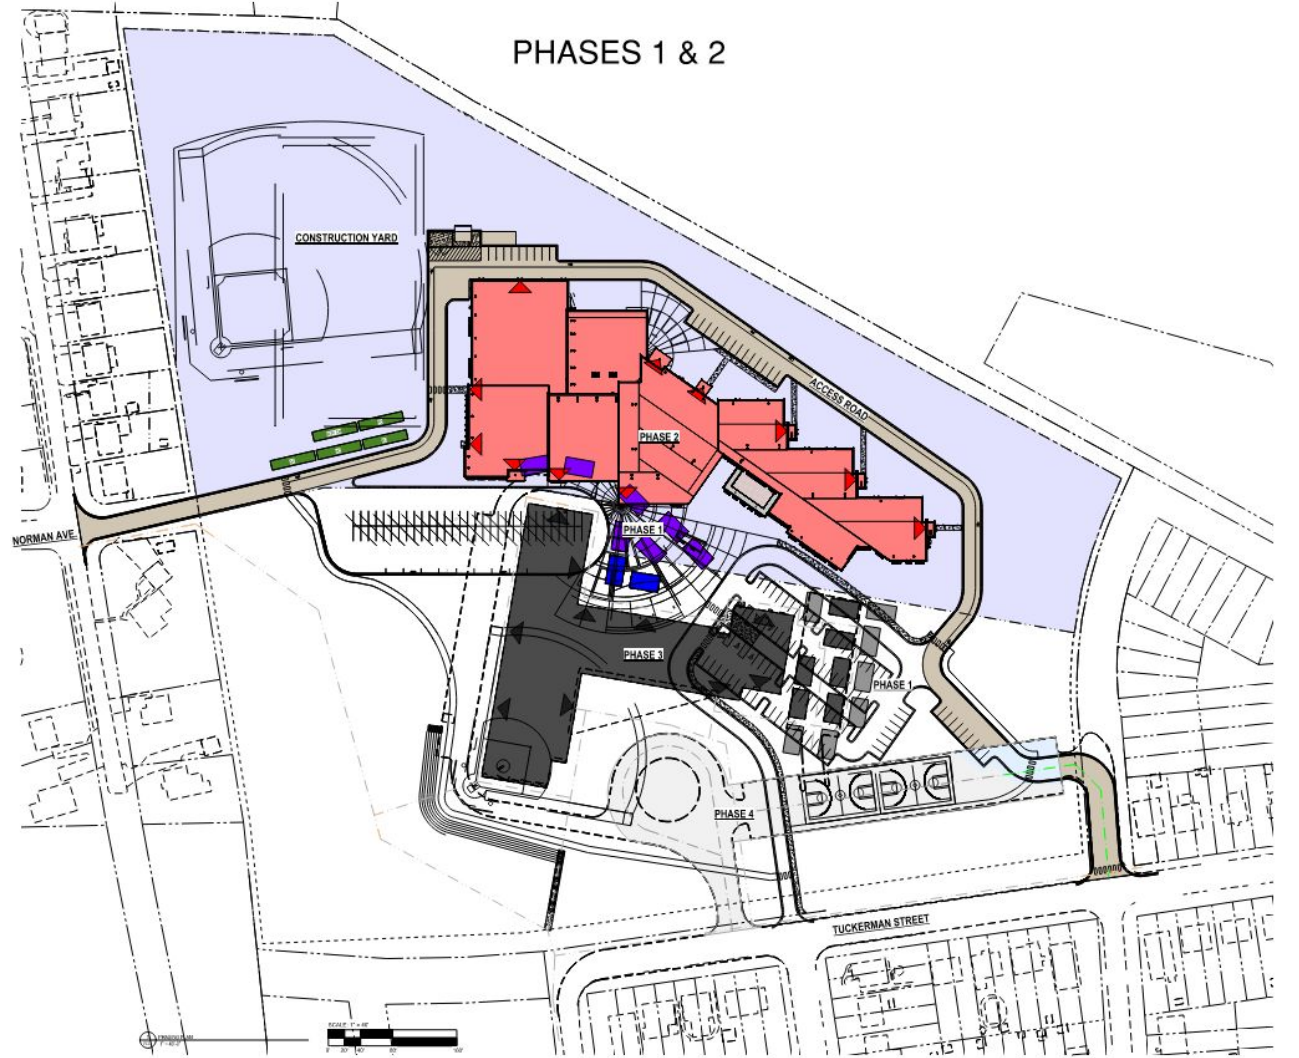 PHASES 1 & 2
CONSTRUCTION YARD
ACCESS ROAD
PHASE 2
PHASE 1
NORMAN AVE.
PHASE 3
PHASE 1
PHASE 4
TUCKERMAN STREET